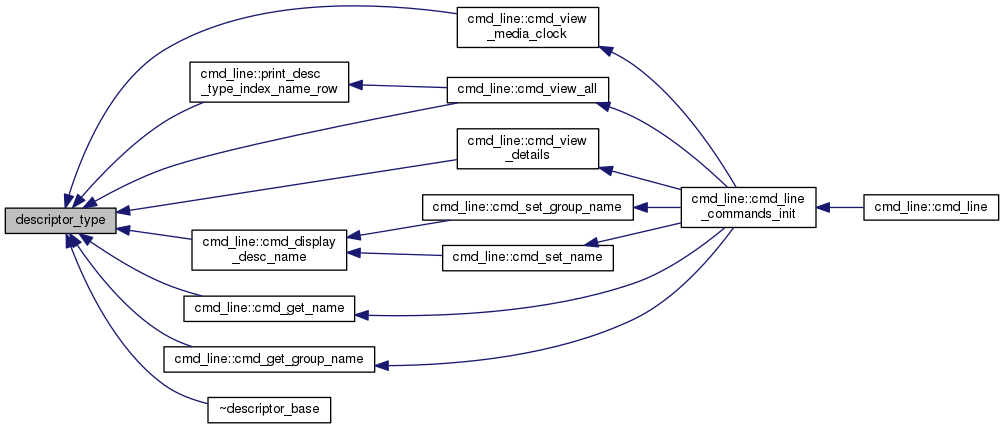 cmd_line::cmd_view
_media_clock
cmd_line::print_desc
_type_index_name_row
cmd_line::cmd_view_all
cmd_line::cmd_view
_details
descriptor_type
cmd_line::cmd_set_group_name
cmd_line::cmd_line
_commands_init
cmd_line::cmd_line
cmd_line::cmd_display
_desc_name
cmd_line::cmd_set_name
cmd_line::cmd_get_name
cmd_line::cmd_get_group_name
~descriptor_base